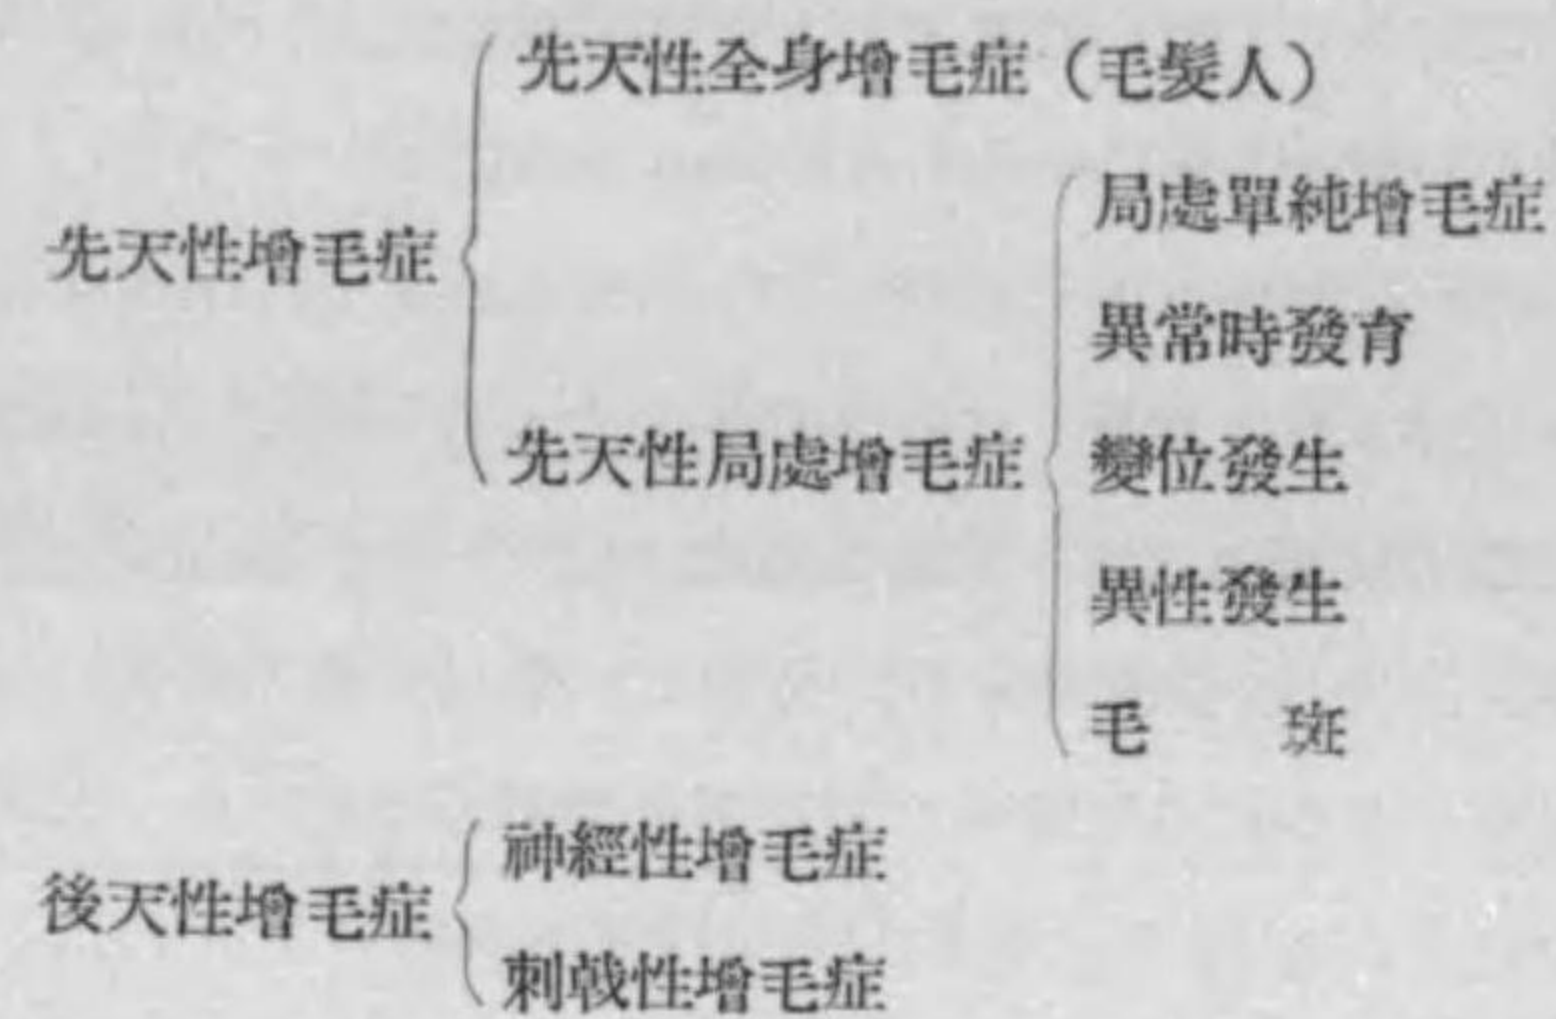 先天性增毛症
先天性全身增毛症（毛髮人）
先天性局處增毛症
局處單純增毛症
異常時發育
變位發生
異性發生
毛　　斑
後天性增毛症
神經性增毛症
刺戟性增毛症